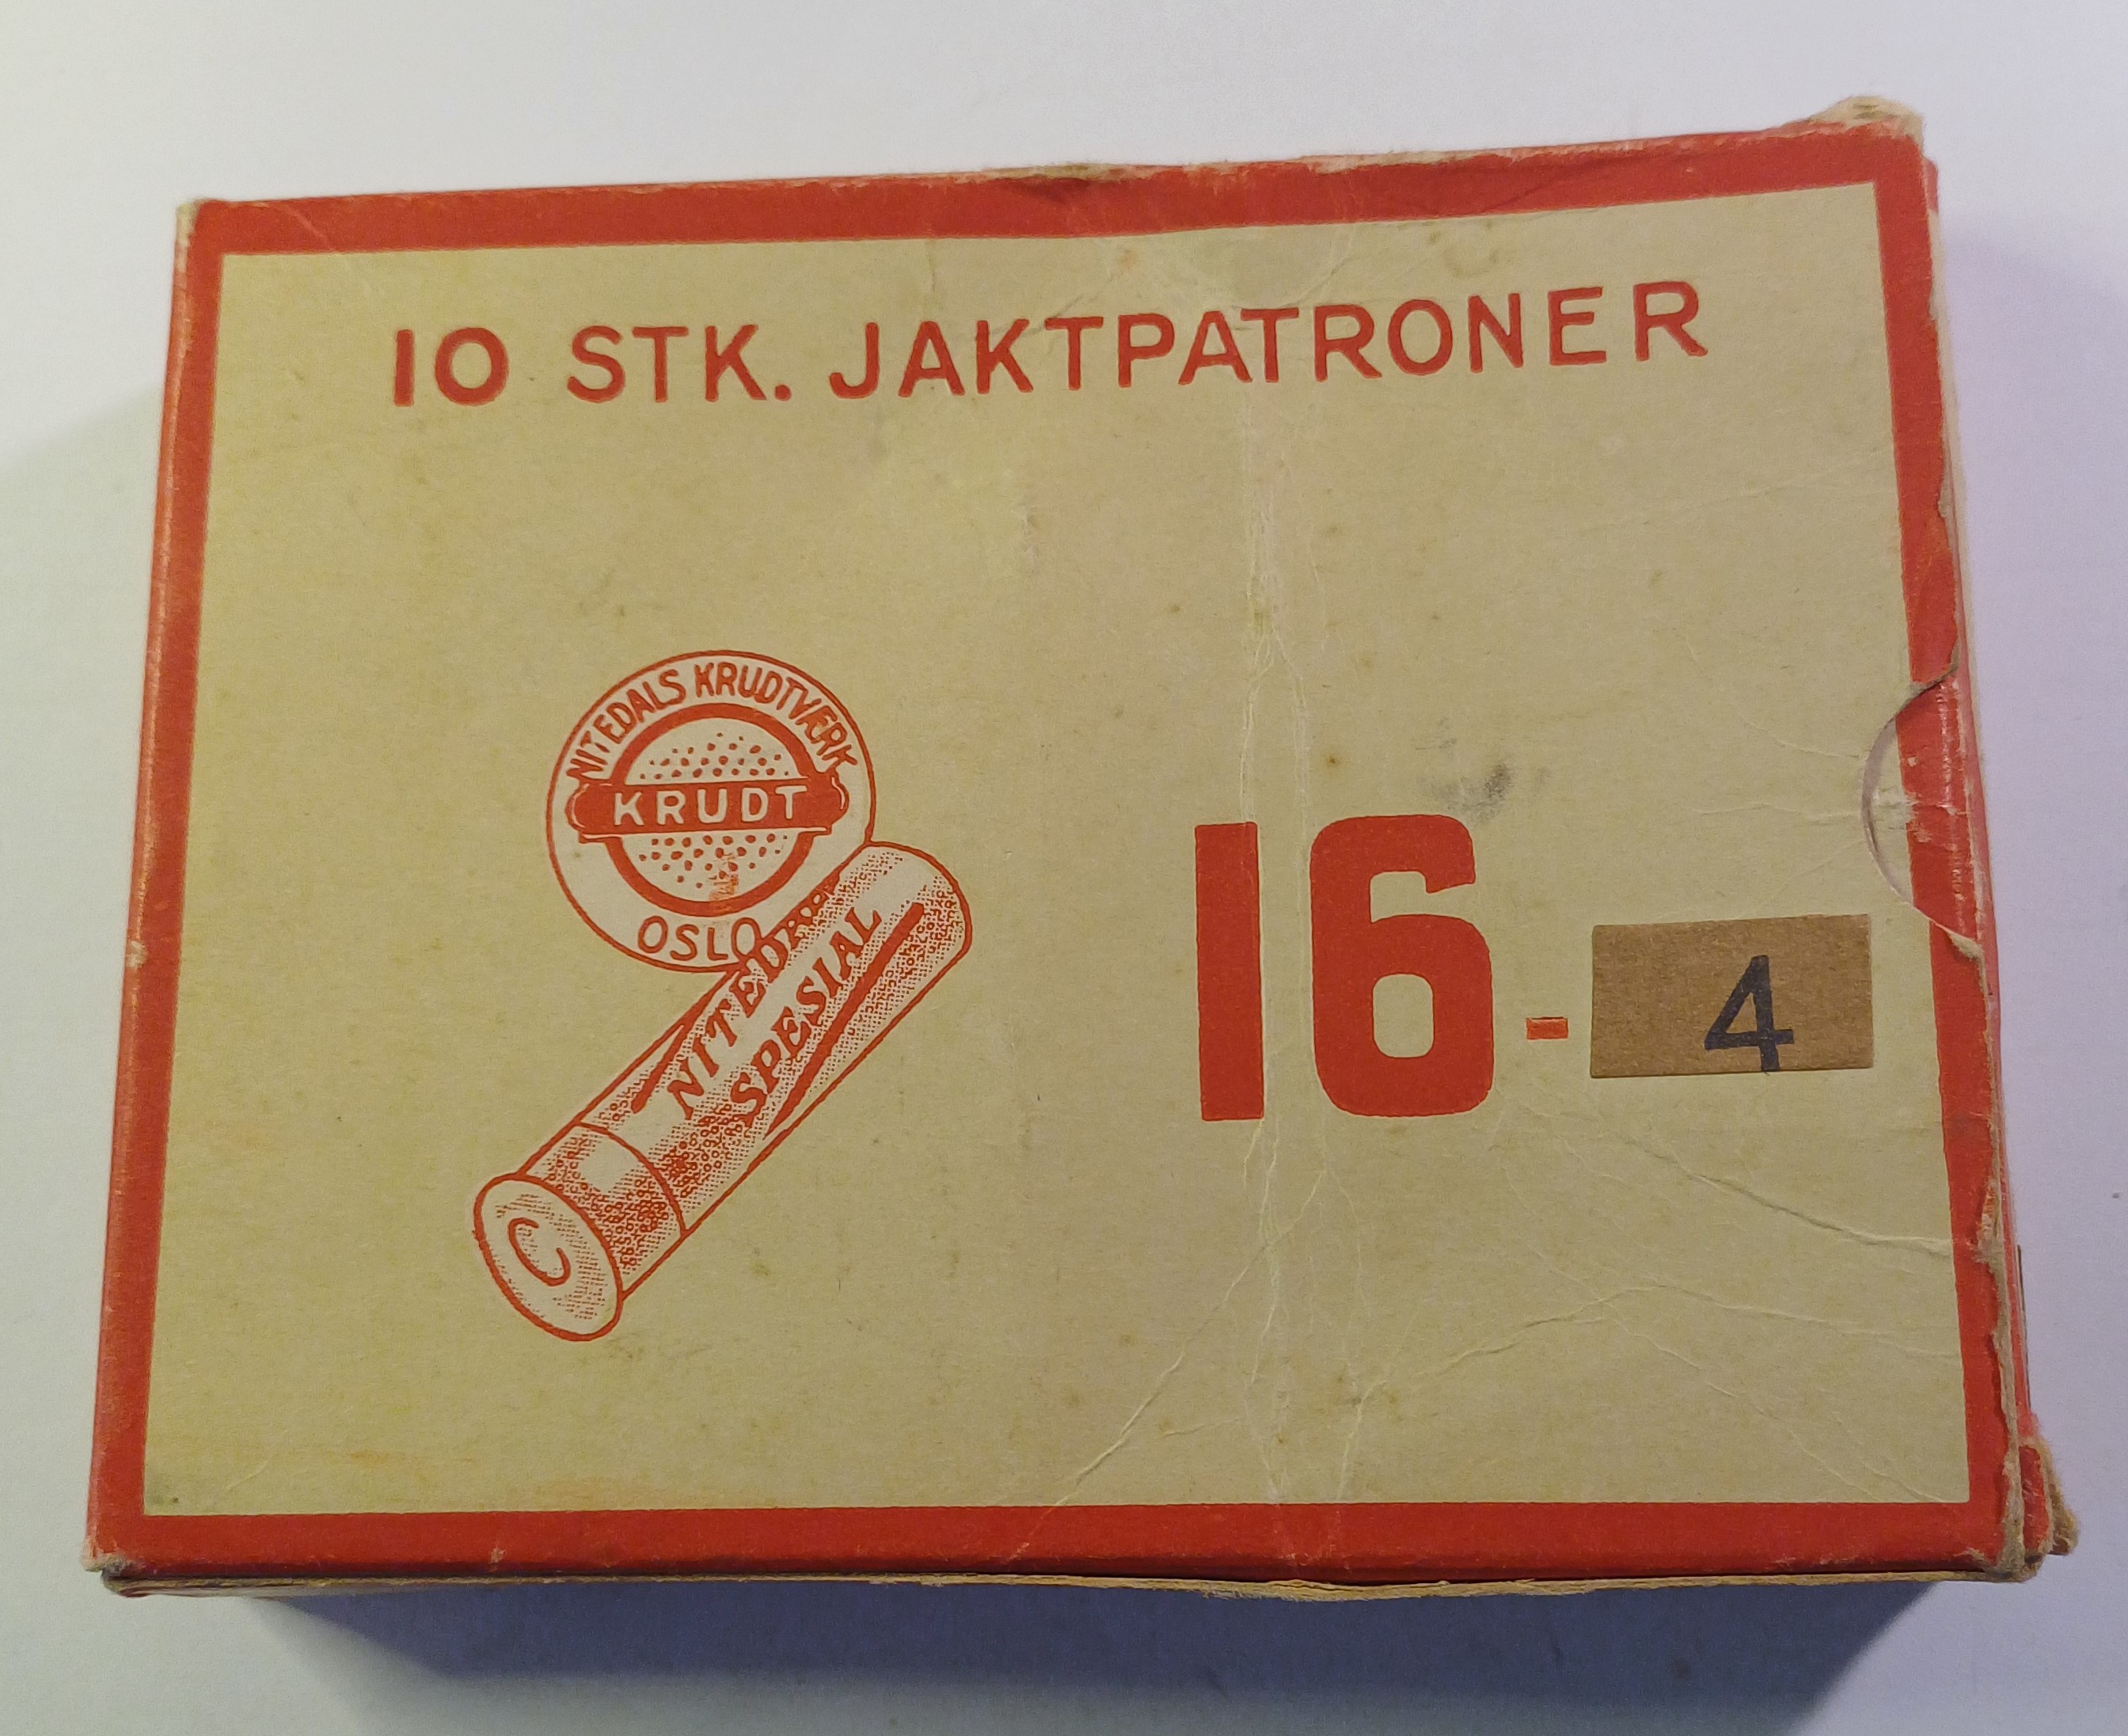 10 STK. JAKTPATRONER
NITEDALS KRUDTVÆRK
KRUDT
OSLO
NITEDALS
SPESIAL
C
16-4